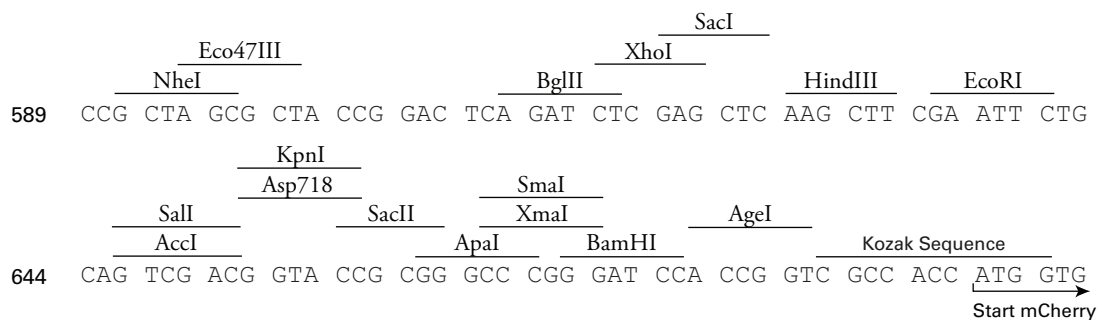 SacI
Eco47III XhoI
NheI BglII HindIII EcoRI
589 CCG CTA GCG CTA CCG GAC TCA GAT CTC GAG CTC AAG CTT CGA ATT CTG
KpnI
Asp718 SmaI
SalI SacII XmaI AgeI
AccI ApaI BamHI Kozak Sequence
644 CAG TCG ACG GTA CCG CGG GCC CGG GAT CCA CCG GTC GCC ACC ATG GTG
Start mCherry